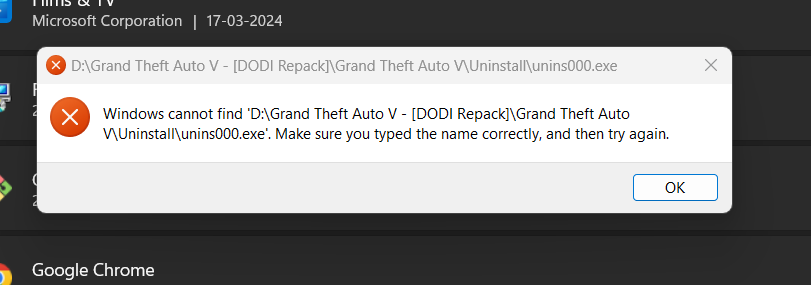 Films & TV
Microsoft Corporation | 17-03-2024
D:\Grand Theft Auto V - [DODI Repack]\Grand Theft Auto V\Uninstall\unins000.exe
Windows cannot find 'D:\Grand Theft Auto V - [DODI Repack]\Grand Theft Auto
V\Uninstall\unins000.exe'. Make sure you typed the name correctly, and then try again.
OK
Google Chrome